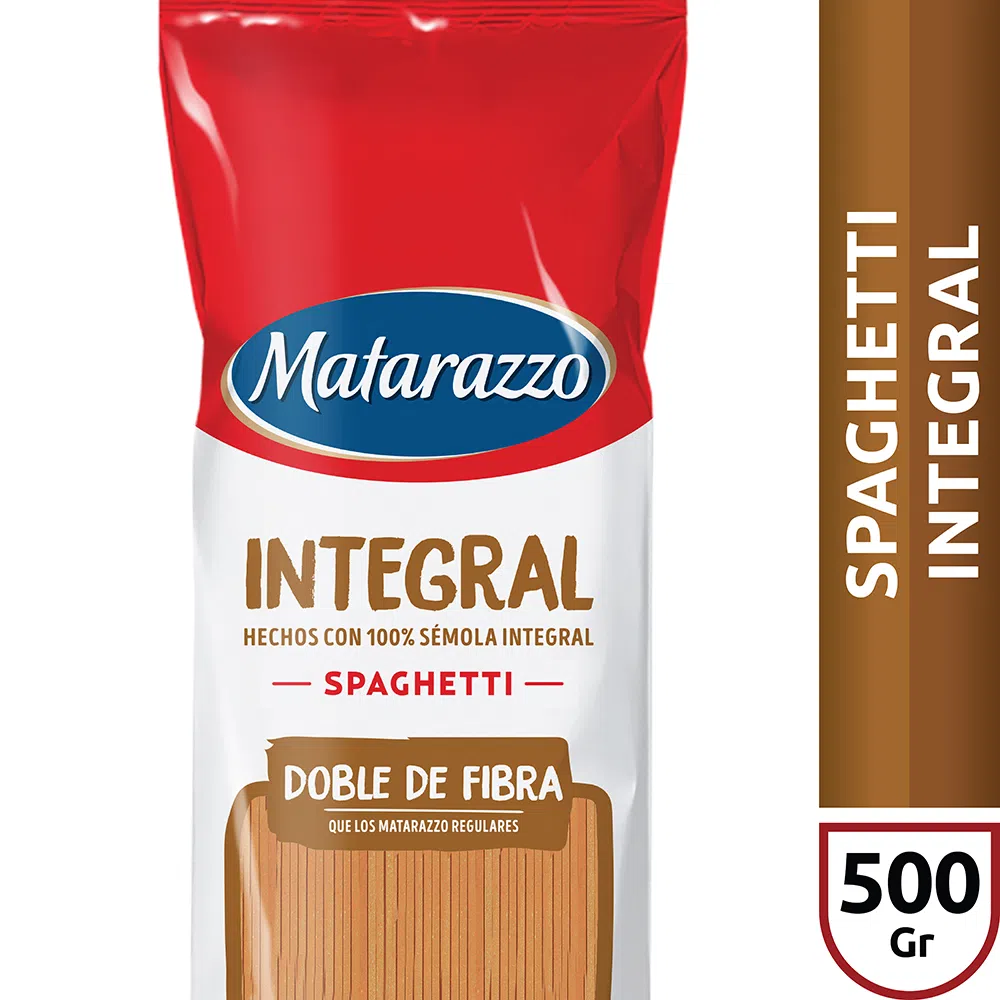 Matarazzo
INTEGRAL
HECHOS CON 100% SÉMOLA INTEGRAL
SPAGHETTI
DOBLE DE FIBRA
QUE LOS MATARAZZO REGULARES
SPAGHETTI
INTEGRAL
500
Gr